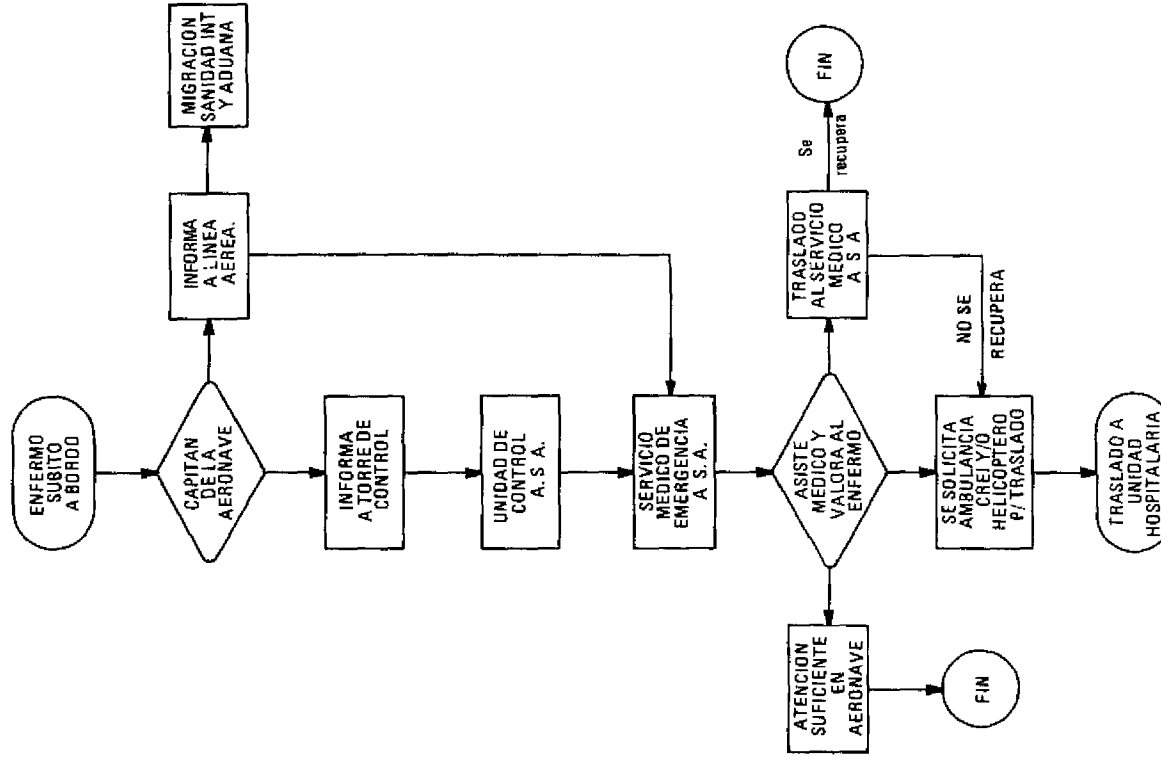 ENFERMO
SUBITO
A BORDO
CAPITAN
DE LA
AERONAVE
INFORMA
A LINEA
AEREA.
MIGRACION
SANIDAD INT
Y ADUANA
INFORMA
A TORRE DE
CONTROL
UNIDAD DE
CONTROL
A. S. A.
SERVICIO
MEDICO DE
EMERGENCIA
A S. A.
ASISTE
MEDICO Y
VALORA AL
ENFERMO
TRASLADO
AL SERVICIO
MEDICO
A S A
Se
recupera
FIN
NO SE
RECUPERA
ATENCION
SUFICIENTE
EN
AERONAVE
FIN
SE SOLICITA
AMBULANCIA
CREI Y/O
HELICOPTERO
P/TRASLADO
TRASLADO A
UNIDAD
HOSPITALARIA